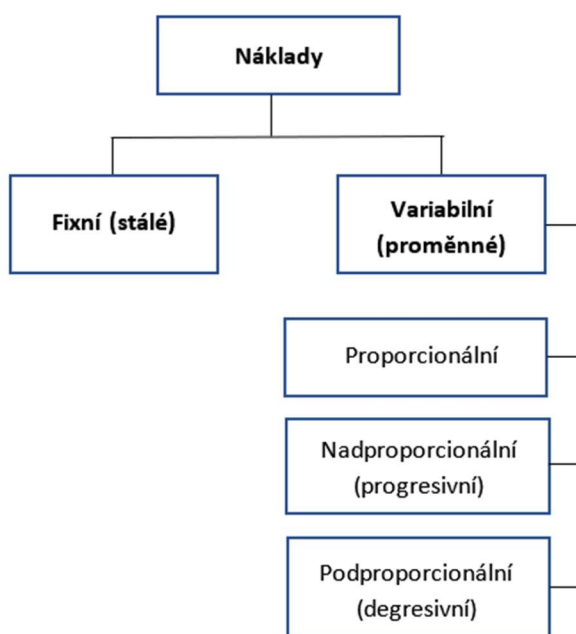 Náklady
Fixní (stálé)
Variabilní
(proměnné)
Proporcionální
Nadproporcionální
(progresivní)
Podproporcionální
(degresivní)